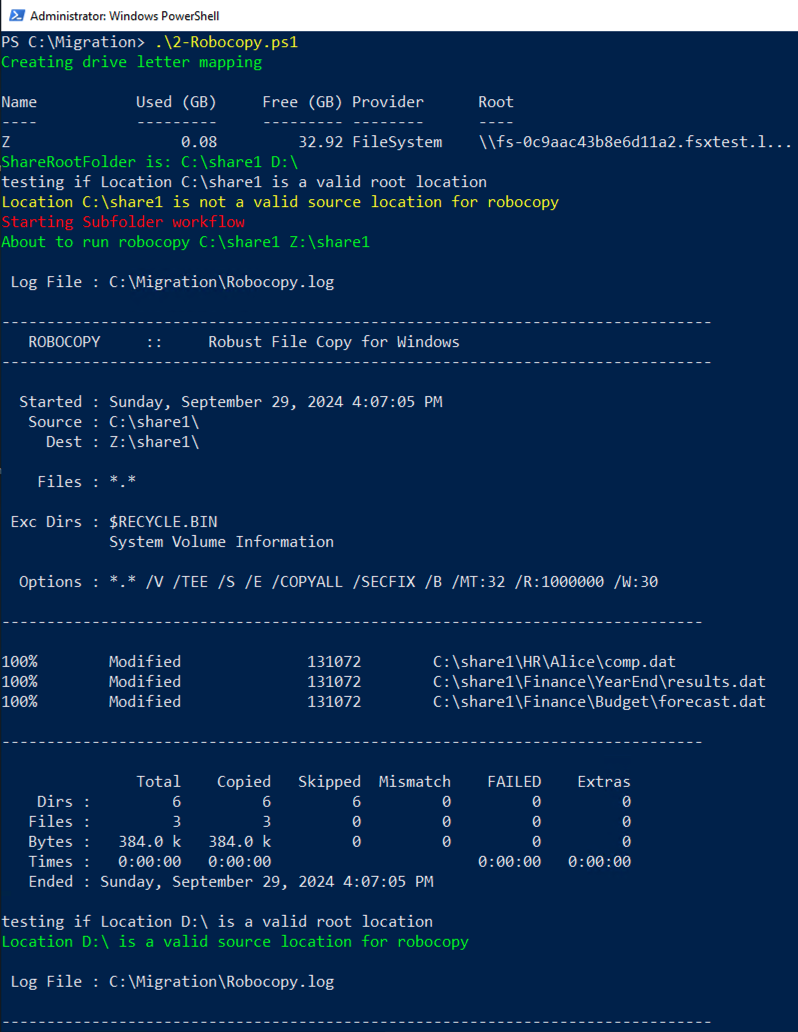 Administrator: Windows PowerShell
PS C:\Migration> .\2-Robocopy.ps1
Creating drive letter mapping
Name           Used (GB)     Free (GB) Provider      Root
----           ---------     --------- --------      ----
Z                   0.08         32.92 FileSystem    \\fs-0c9aac43b8e6d11a2.fsxtest.l...
ShareRootFolder is: C:\share1 D:\
testing if Location C:\share1 is a valid root location
Location C:\share1 is not a valid source location for robocopy
Starting Subfolder workflow
About to run robocopy C:\share1 Z:\share1
Log File : C:\Migration\Robocopy.log
-------------------------------------------------------------------------------
ROBOCOPY     ::     Robust File Copy for Windows
-------------------------------------------------------------------------------
Started : Sunday, September 29, 2024 4:07:05 PM
Source : C:\share1\
Dest : Z:\share1\
Files : *.*
Exc Dirs : $RECYCLE.BIN
System Volume Information
Options : *.* /V /TEE /S /E /COPYALL /SECFIX /B /MT:32 /R:1000000 /W:30
------------------------------------------------------------------------------
100%        Modified              131072        C:\share1\HR\Alice\comp.dat
100%        Modified              131072        C:\share1\Finance\YearEnd\results.dat
100%        Modified              131072        C:\share1\Finance\Budget\forecast.dat
------------------------------------------------------------------------------
Total    Copied   Skipped  Mismatch    FAILED    Extras
Dirs :         6         6         6         0         0         0
Files :         3         3         0         0         0         0
Bytes :   384.0 k   384.0 k         0         0         0         0
Times :   0:00:00   0:00:00                       0:00:00   0:00:00
Ended : Sunday, September 29, 2024 4:07:05 PM
testing if Location D:\ is a valid root location
Location D:\ is a valid source location for robocopy
Log File : C:\Migration\Robocopy.log
-------------------------------------------------------------------------------